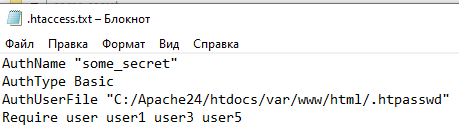 .htaccess.txt – Блокнот
Файл Правка Формат Вид Справка
AuthName "some_secret"
AuthType Basic
AuthUserFile "C:/Apache24/htdocs/var/www/html/.htpasswd"
Require user user1 user3 user5